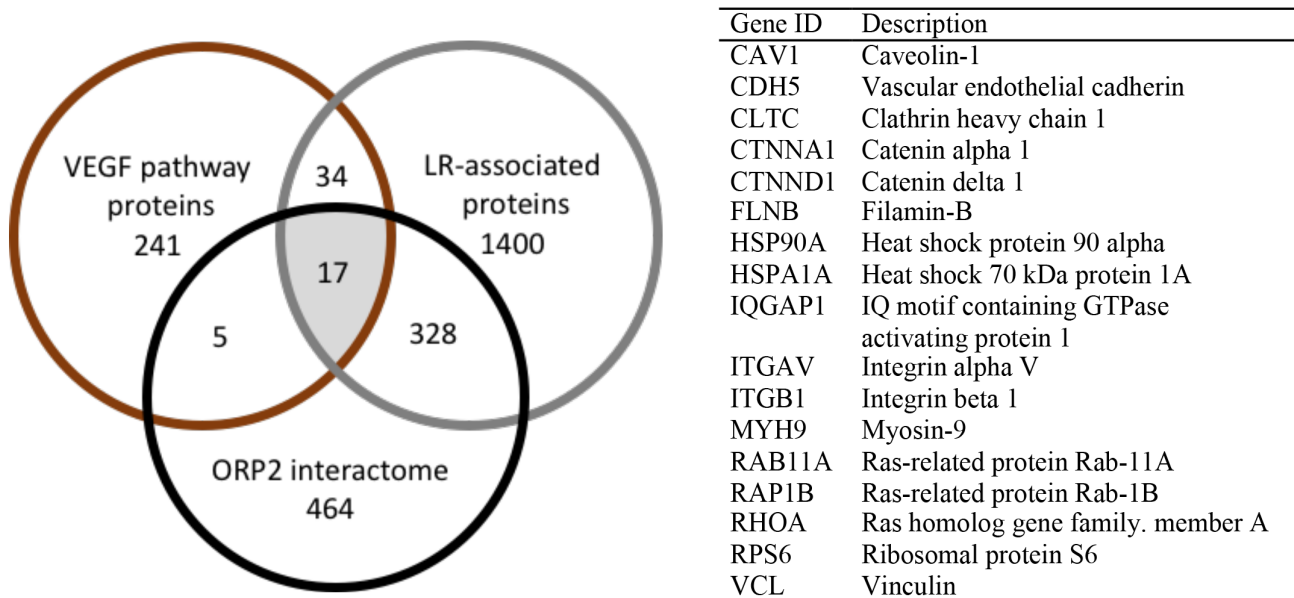 VEGF pathway
proteins
241
34
LR-associated
proteins
1400
17
5
328
ORP2 interactome
464
Gene ID Description
CAV1 Caveolin-1
CDH5 Vascular endothelial cadherin
CLTC Clathrin heavy chain 1
CTNNA1 Catenin alpha 1
CTNND1 Catenin delta 1
FLNB Filamin-B
HSP90A Heat shock protein 90 alpha
HSPA1A Heat shock 70 kDa protein 1A
IQGAP1 IQ motif containing GTPase
activating protein 1
ITGAV Integrin alpha V
ITGB1 Integrin beta 1
MYH9 Myosin-9
RAB11A Ras-related protein Rab-11A
RAP1B Ras-related protein Rab-1B
RHOA Ras homolog gene family. member A
RPS6 Ribosomal protein S6
VCL Vinculin